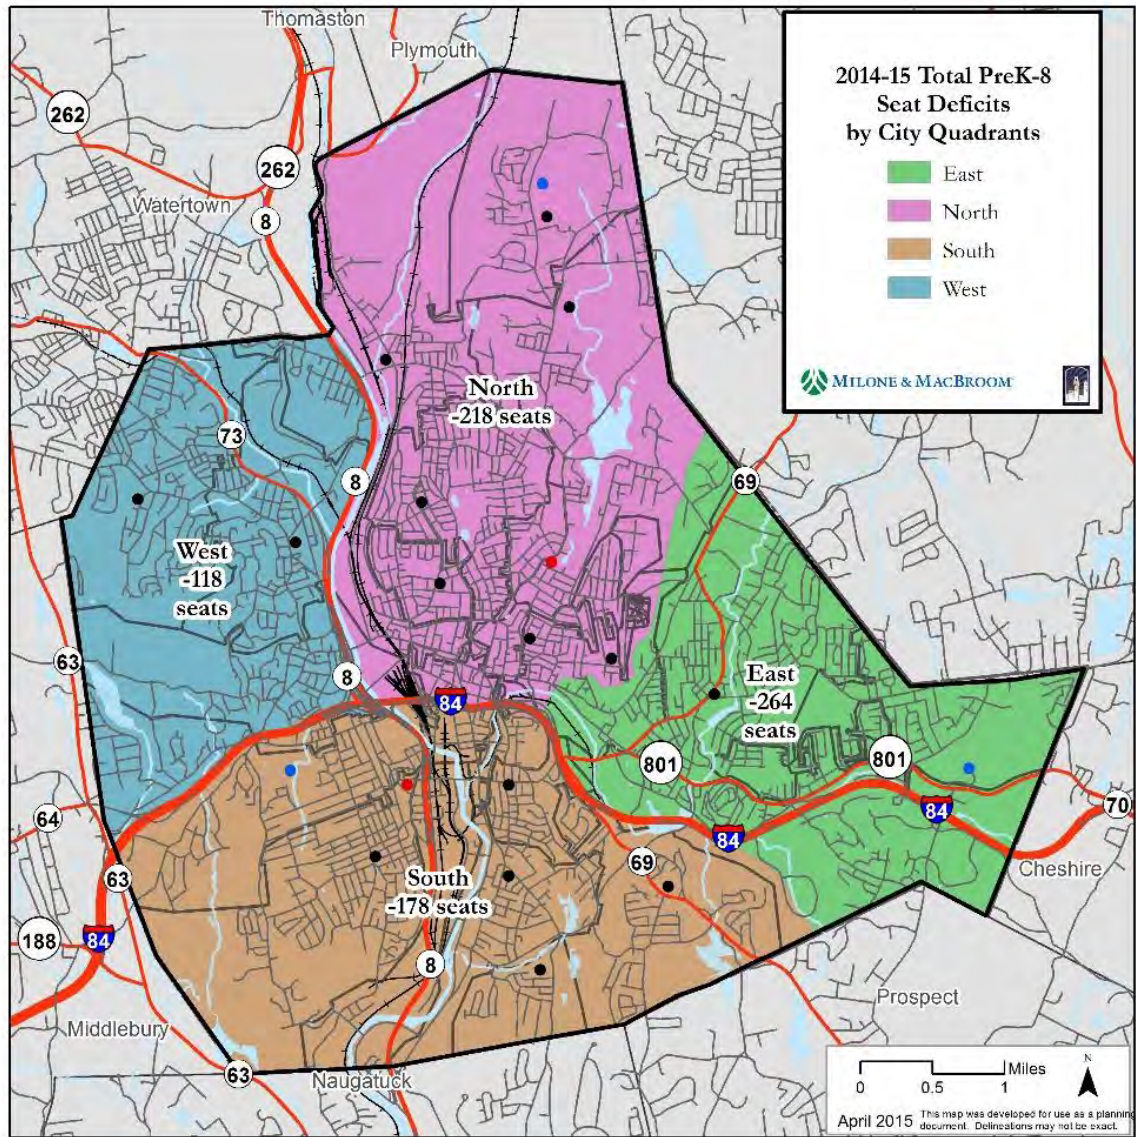 Thomaston
Plymouth
2014-15 Total PreK-8
Seat Deficits
by City Quadrants
East
North
South
West
MILONE & MACBROOM
262
262
Watertown
8
North
-218 seats
73
8
69
West
-118
seats
63
8
84
East
-264
seats
801
801
64
84
84
70
69
63
Cheshire
South
-178 seats
188
84
8
Prospect
Middlebury
63
Naugatuck
Miles
0 0.5 1
N
April 2015
This map was developed for use as a planning
document. Delineations may not be exact.